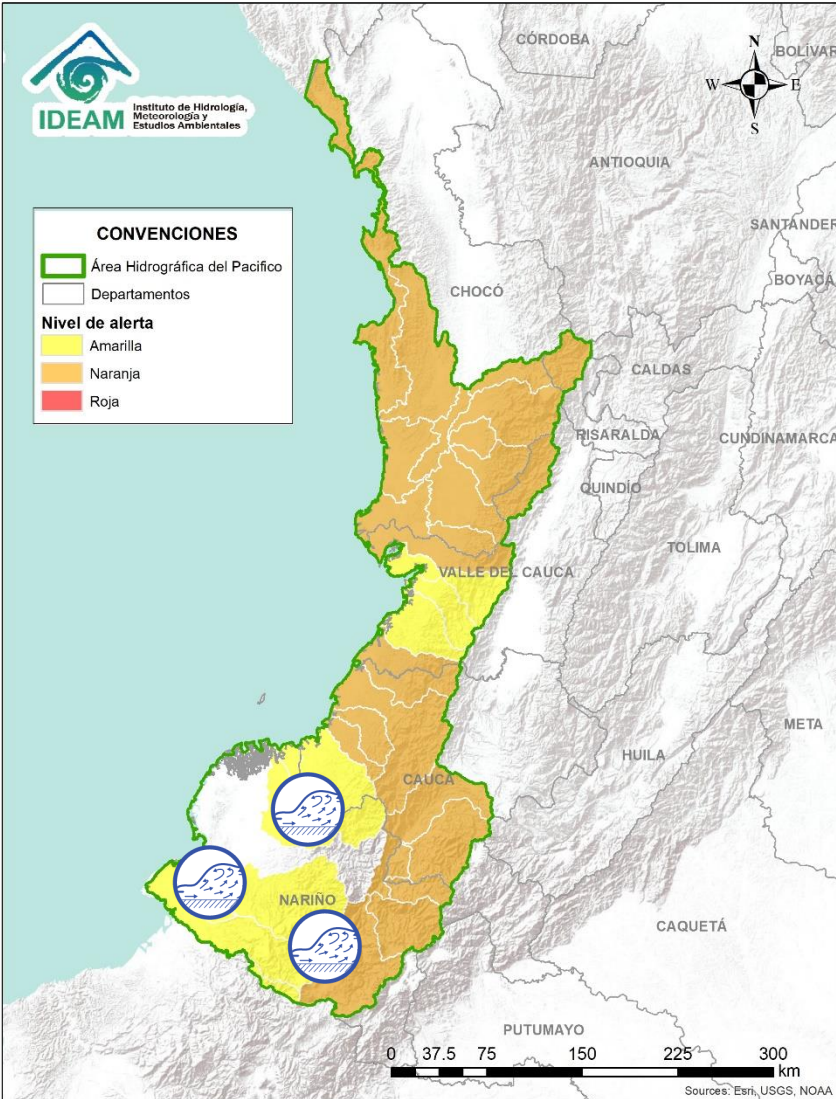 IDEAM
Instituto de Hidrología,
Meteorología y
Estudios Ambientales
CÓRDOBA
BOLÍVAR
N
W
E
S
ANTIOQUIA
SANTANDER
BOYACÁ
CONVENCIONES
Área Hidrográfica del Pacifico
Departamentos
Nivel de alerta
Amarilla
Naranja
Roja
CHOCÓ
CALDAS
RISARALDA
CUNDINAMARCA
QUINDÍO
TOLIMA
VALLE DEL CAUCA
META
HUILA
CAUCA
NARIÑO
CAQUETÁ
PUTUMAYO
0 37.5 75 150 225 300
km
Sources: Esri, USGS, NOAA